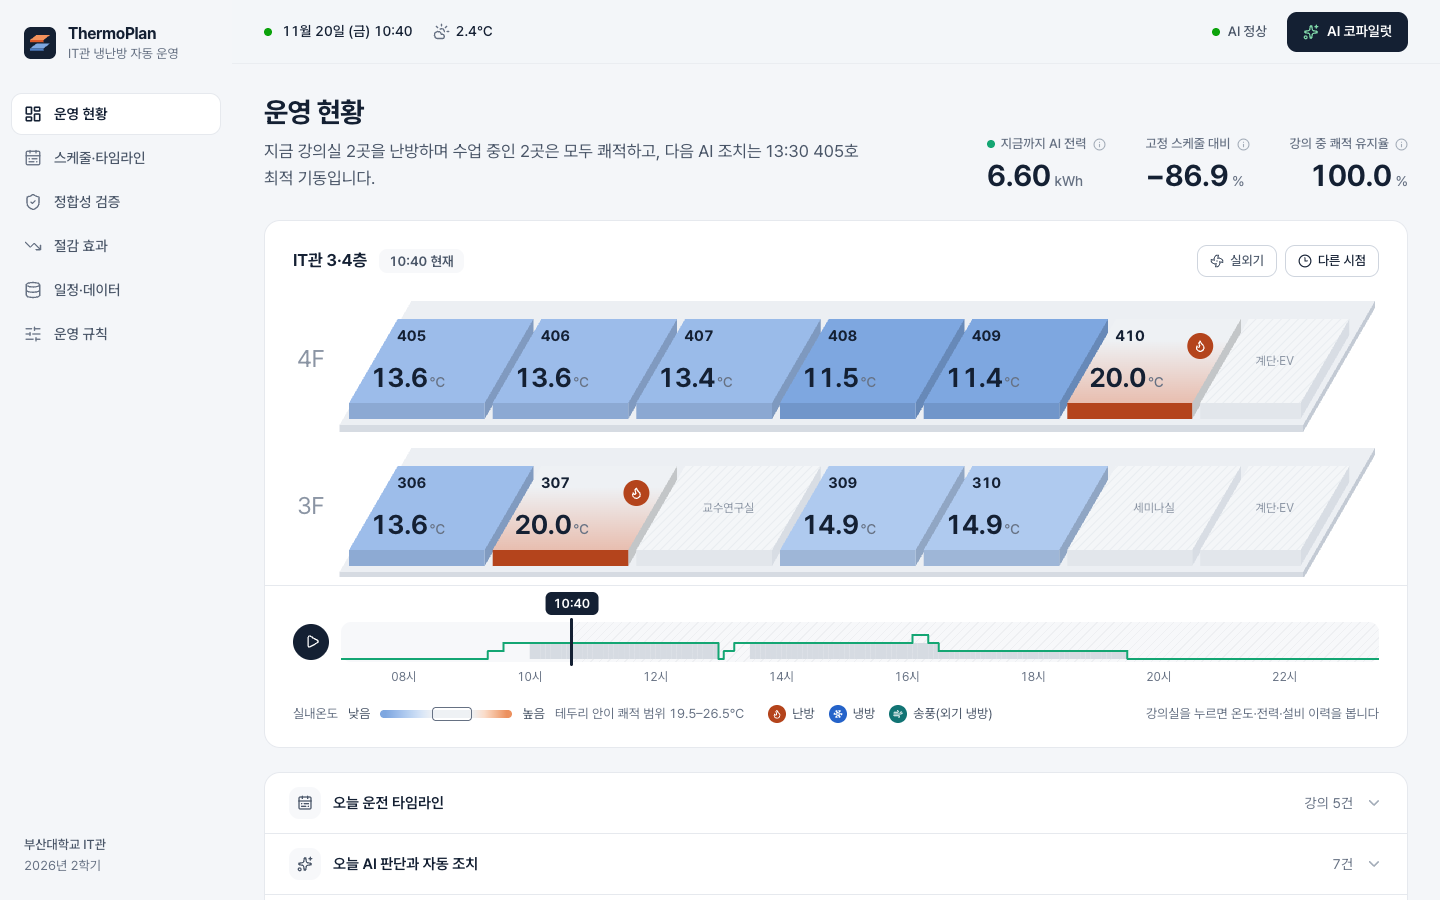 ThermoPlan
IT관 냉난방 자동 운영
운영 현황
스케줄·타임라인
정합성 검증
절감 효과
일정·데이터
운영 규칙
부산대학교 IT관
2026년 2학기
11월 20일 (금) 10:40
2.4°C
AI 정상
AI 코파일럿
운영 현황
지금 강의실 2곳을 난방하며 수업 중인 2곳은 모두 쾌적하고, 다음 AI 조치는 13:30 405호
최적 기동입니다.
지금까지 AI 전력
6.60 kWh
고정 스케줄 대비
−86.9 %
강의 중 쾌적 유지율
100.0 %
IT관 3·4층
10:40 현재
실외기
다른 시점
4F
405
13.6°C
406
13.6°C
407
13.4°C
408
11.5°C
409
11.4°C
410
20.0°C
계단·EV
3F
306
13.6°C
307
20.0°C
교수연구실
309
14.9°C
310
14.9°C
세미나실
계단·EV
10:40
08시
10시
12시
14시
16시
18시
20시
22시
실내온도 낮음 높음 테두리 안이 쾌적 범위 19.5–26.5°C
난방
냉방
송풍(외기 냉방)
강의실을 누르면 온도·전력·설비 이력을 봅니다
오늘 운전 타임라인
강의 5건
오늘 AI 판단과 자동 조치
7건